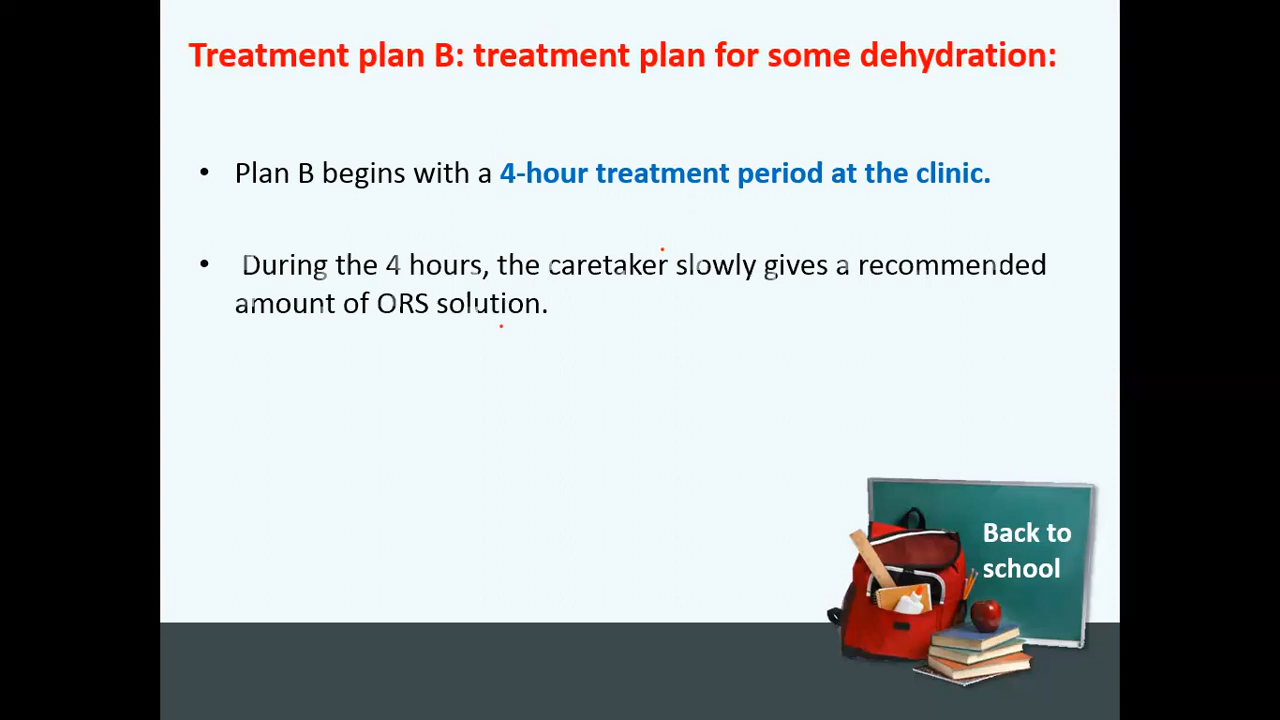 Treatment plan B: treatment plan for some dehydration:
• Plan B begins with a 4-hour treatment period at the clinic.
• During the 4 hours, the caretaker slowly gives a recommended
amount of ORS solution.
Back to
school